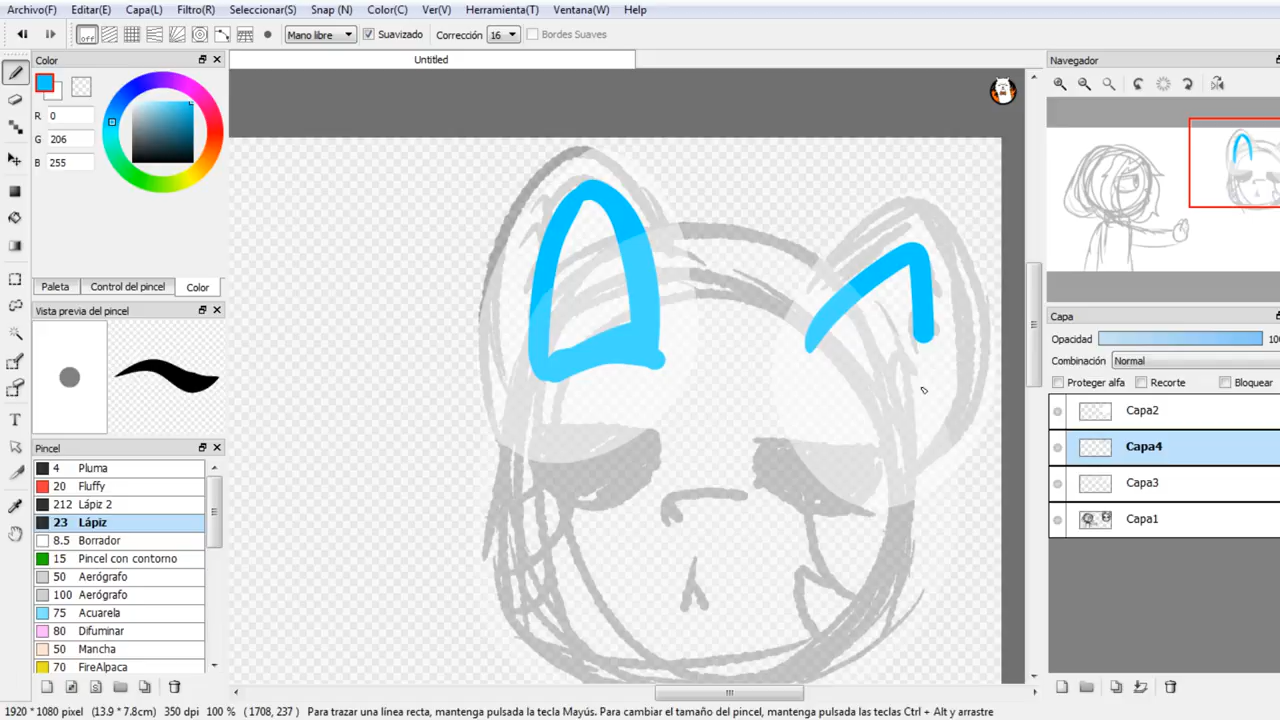 Archivo(F) Editar(E) Capa(L) Filtro(R) Seleccionar(S) Snap (N) Color(C) Ver(V) Herramienta(T) Ventana(W) Help
Off Mano libre Suavizado Corrección 16 Bordes Suaves
Color
Untitled
Navegador
R 0
G 206
B 255
Paleta Control del pincel Color
Vista previa del pincel
Capa
Opacidad 100
Combinación Normal
Proteger alfa Recorte Bloquear
Capa2
Capa4
Capa3
Capa1
Pincel
4 Pluma
20 Fluffy
212 Lápiz 2
23 Lápiz
8.5 Borrador
15 Pincel con contorno
50 Aerógrafo
100 Aerógrafo
75 Acuarela
80 Difuminar
50 Mancha
70 FireAlpaca
1920 * 1080 pixel (13.9 * 7.8cm) 350 dpi 100 % ( 1708, 237 ) Para trazar una línea recta, mantenga pulsada la tecla Mayús. Para cambiar el tamaño del pincel, mantenga pulsadas las teclas Ctrl + Alt y arrastre